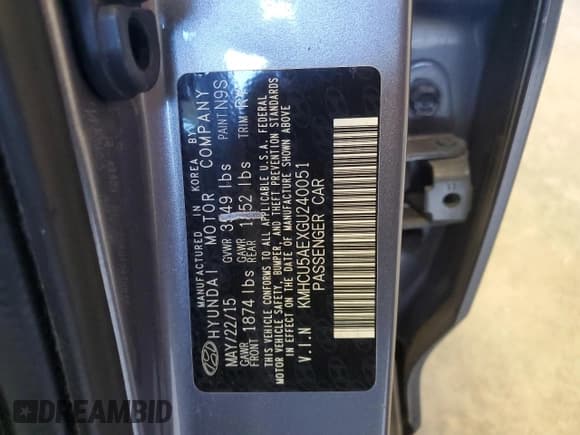 MANUFACTURED IN KOREA BY
HYUNDAI MOTOR COMPANY
MAY/22/15 GVWR lbs PAINT N9S
GAWR FRONT 1874 lbs GAWR REAR lbs TRIM
THIS VEHICLE CONFORMS TO ALL APPLICABLE U.S.A. FEDERAL
MOTOR VEHICLE SAFETY, BUMPER, AND THEFT PREVENTION STANDARDS
IN EFFECT ON THE DATE OF MANUFACTURE SHOWN ABOVE
V.I.N KMHCU5AEXGU240051
PASSENGER CAR
DREAMBID